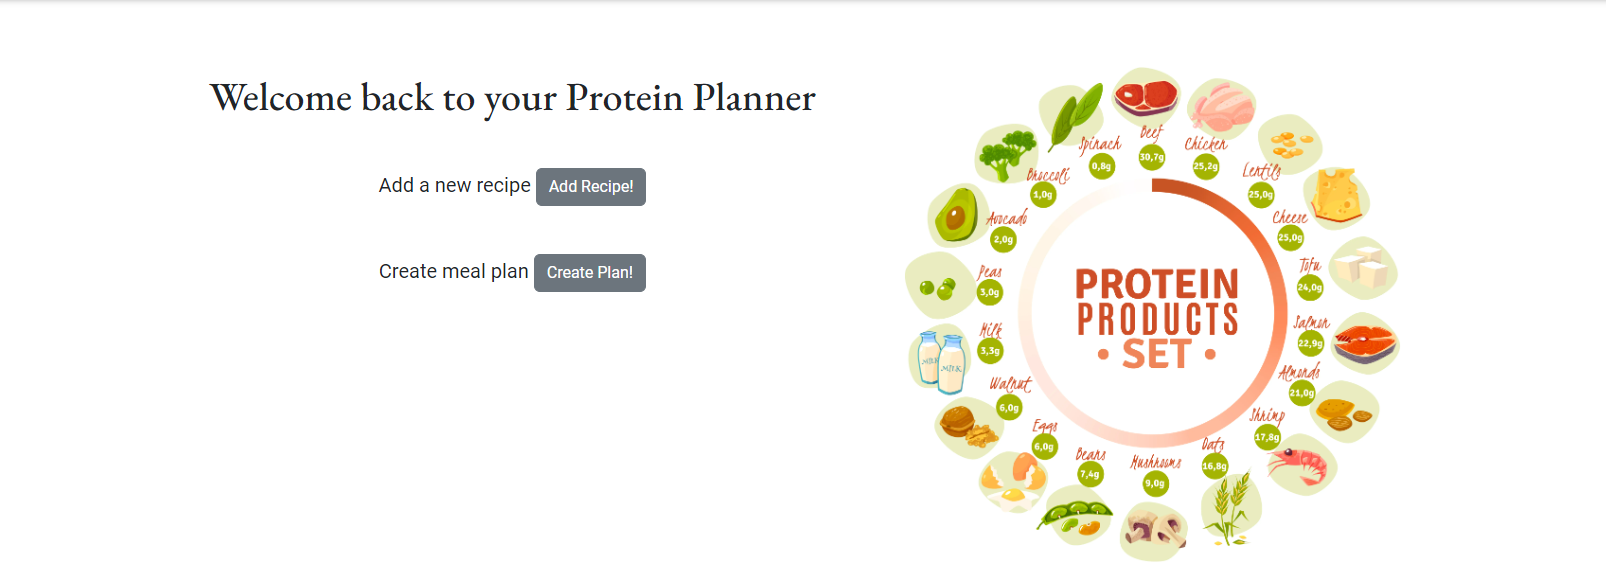 Welcome back to your Protein Planner
Add a new recipe Add Recipe!
Create meal plan Create Plan!
PROTEIN
PRODUCTS
• SET •
Beef
30,7g
Chicken
25,2g
Lentils
25,0g
Cheese
25,0g
Tofu
24,0g
Salmon
22,9g
Almonds
21,0g
Shrimp
17,8g
Oats
16,8g
Mushrooms
9,0g
Beans
7,4g
Eggs
6,0g
Walnut
6,0g
Milk
3,3g
MILK
MILK
Peas
3,0g
Avocado
2,0g
Broccoli
1,0g
Spinach
0,8g